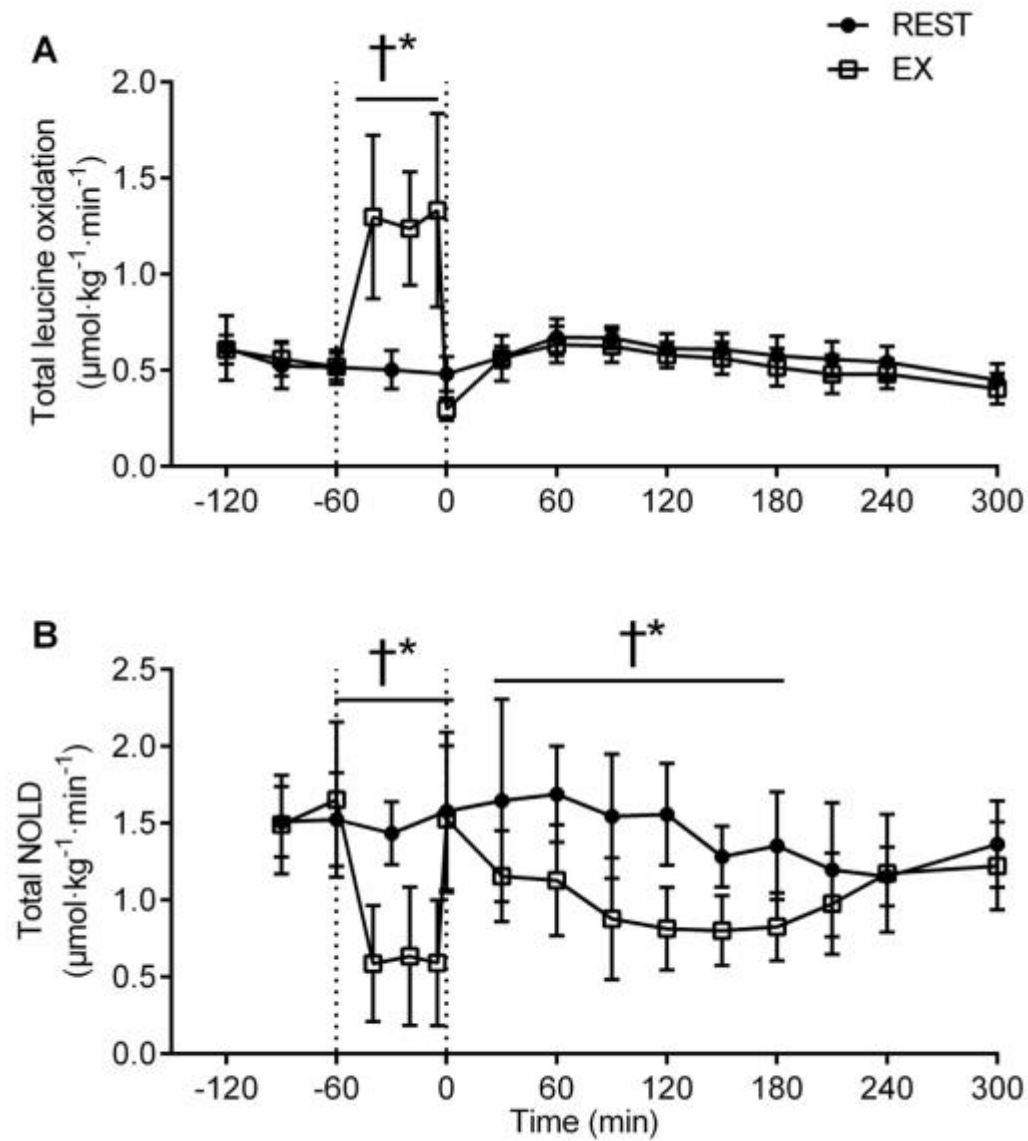 REST
EX
A
†*
Total leucine oxidation
(µmol·kg⁻¹·min⁻¹)
2.0
1.5
1.0
0.5
0.0
-120 -60 0 60 120 180 240 300
B
†* †*
Total NOLD
(µmol·kg⁻¹·min⁻¹)
2.5
2.0
1.5
1.0
0.5
0.0
-120 -60 0 60 120 180 240 300
Time (min)